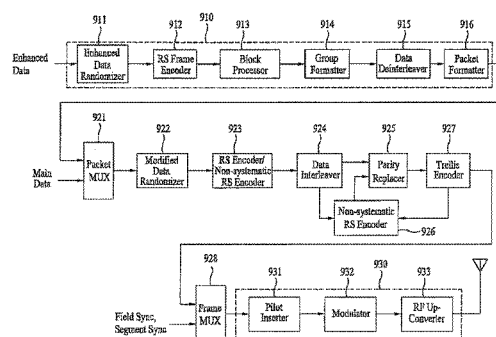 910
911
912
913
914
915
916
Enhanced Data
Enhanced
Data
Randomizer
RS Frame
Encoder
Block
Processor
Group
Formatter
Data
Deinterleaver
Packet
Formatter
921
922
923
924
925
927
Main
Data
Packet
MUX
Modified
Data
Randomizer
RS Encoder/
Non-systematic
RS Encoder
Data
Interleaver
Parity
Replacer
Trellis
Encoder
Non-systematic
RS Encoder
926
928
930
931
932
933
Field Sync,
Segment Sync
Frame
MUX
Pilot
Inserter
Modulator
RF Up-
Converter